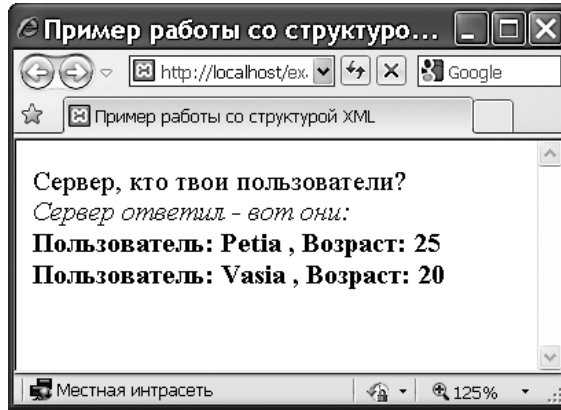 Пример работы со структуро...
http://localhost/ex.
Google
Пример работы со структурой XML
Сервер, кто твои пользователи?
Сервер ответил - вот они:
Пользователь: Petia , Возраст: 25
Пользователь: Vasia , Возраст: 20
Местная интрасеть
125%